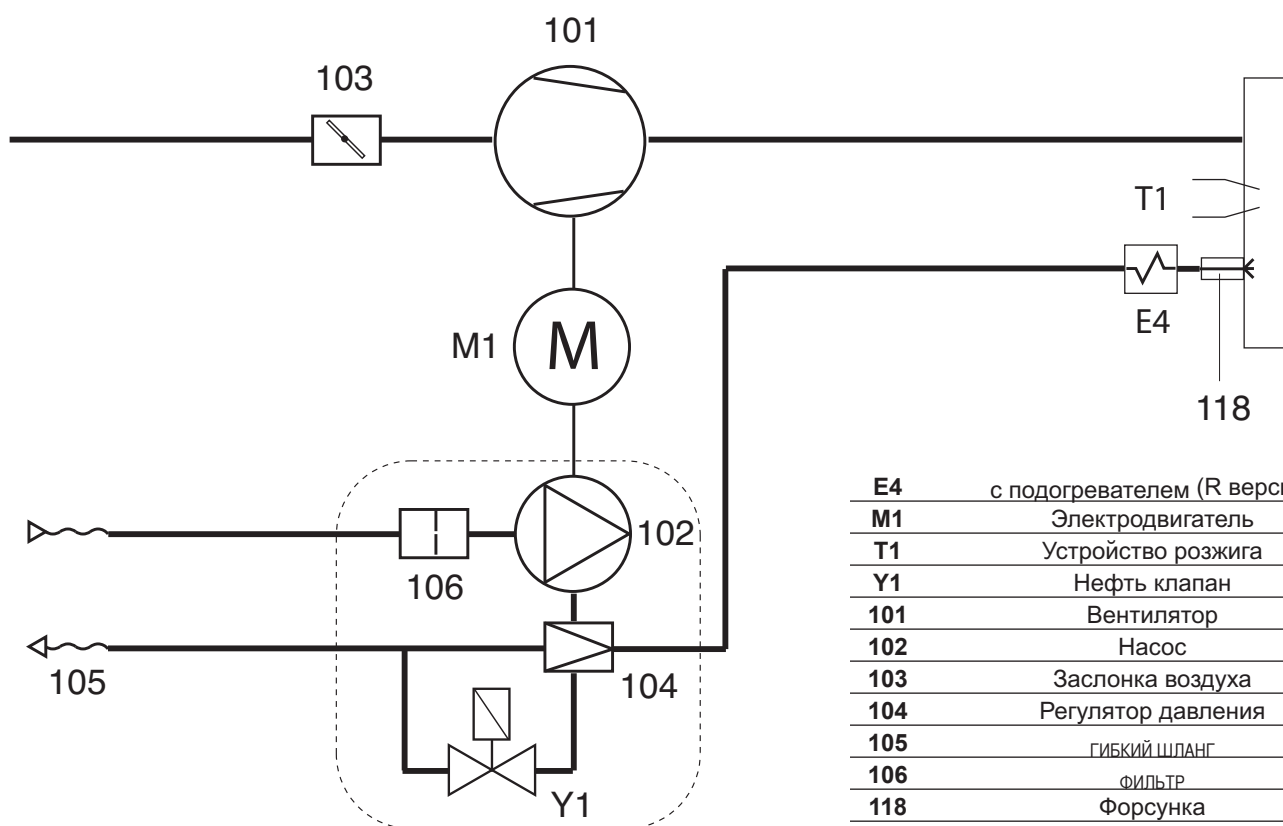 101
103
T1
M1
M
E4
118
102
106
105
104
Y1
E4 с подогревателем (R верси
M1 Электродвигатель
T1 Устройство розжига
Y1 Нефть клапан
101 Вентилятор
102 Насос
103 Заслонка воздуха
104 Регулятор давления
105 ГИБКИЙ ШЛАНГ
106 ФИЛЬТР
118 Форсунка